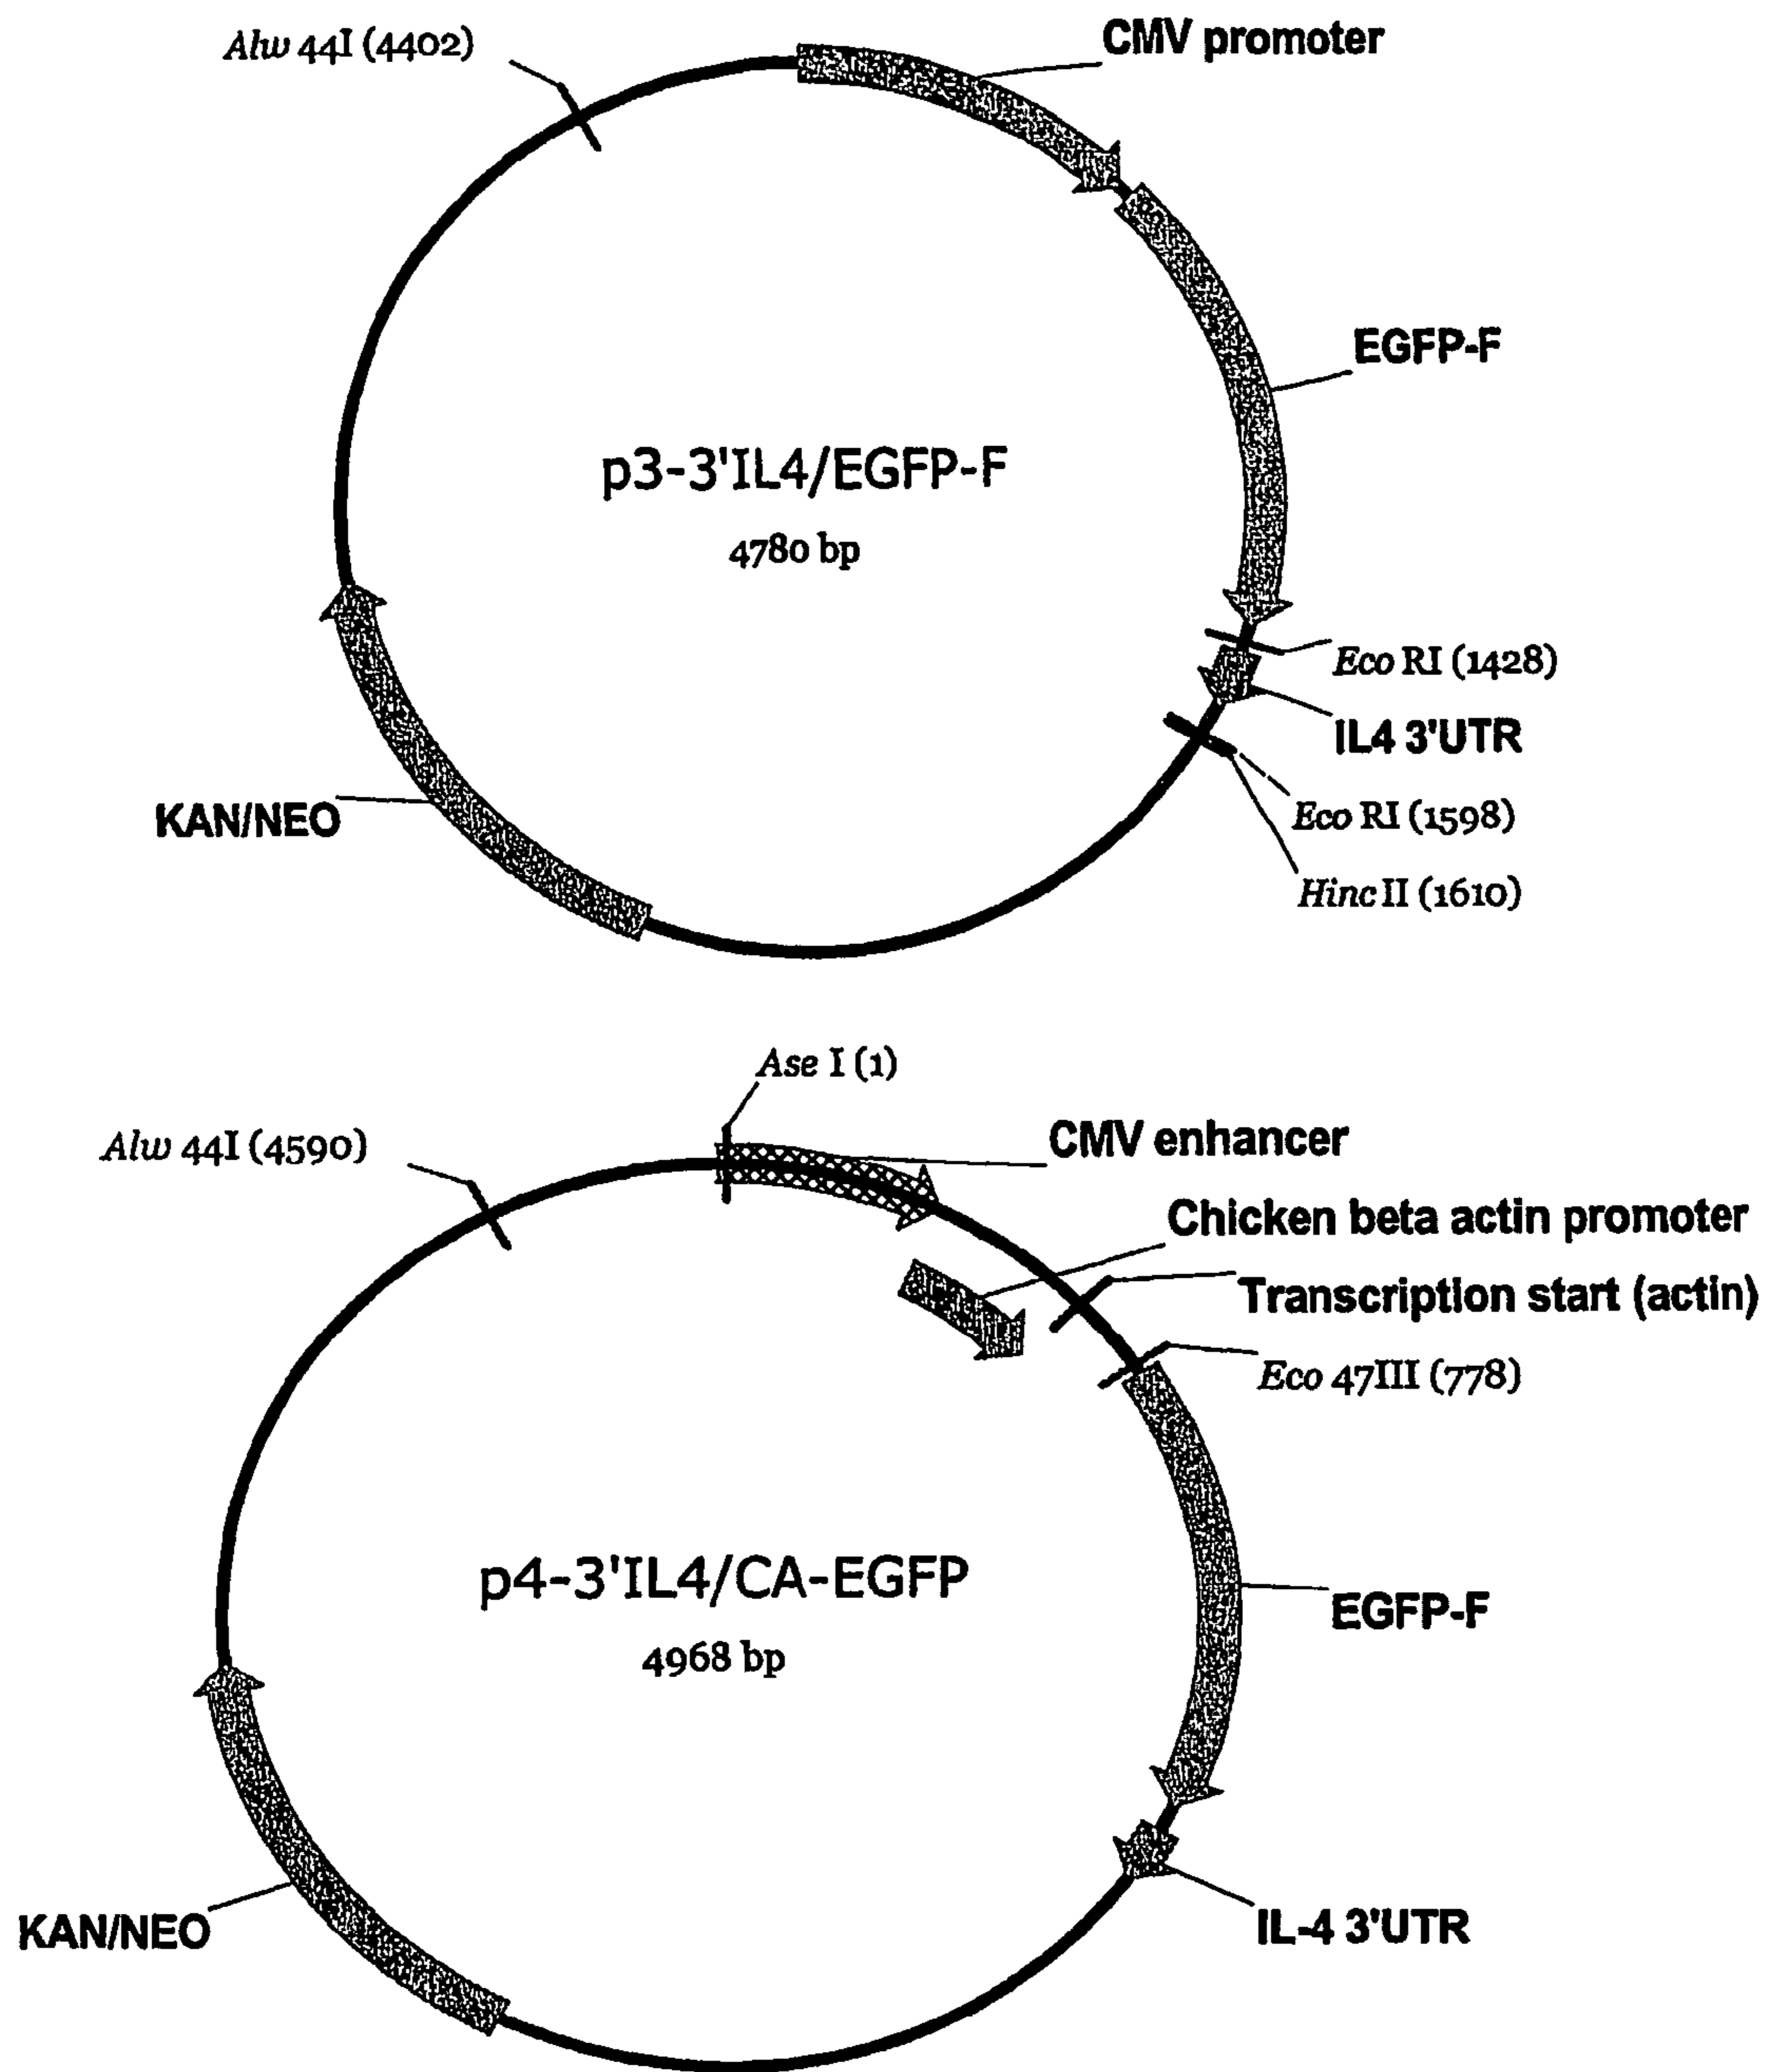 Alw 44I (4402)
CMV promoter
EGFP-F
p3-3'IL4/EGFP-F
4780 bp
Eco RI (1428)
IL4 3'UTR
Eco RI (1598)
Hinc II (1610)
KAN/NEO
Ase I (1)
Alw 44I (4590)
CMV enhancer
Chicken beta actin promoter
Transcription start (actin)
Eco 47III (778)
p4-3'IL4/CA-EGFP
4968 bp
EGFP-F
KAN/NEO
IL-4 3'UTR